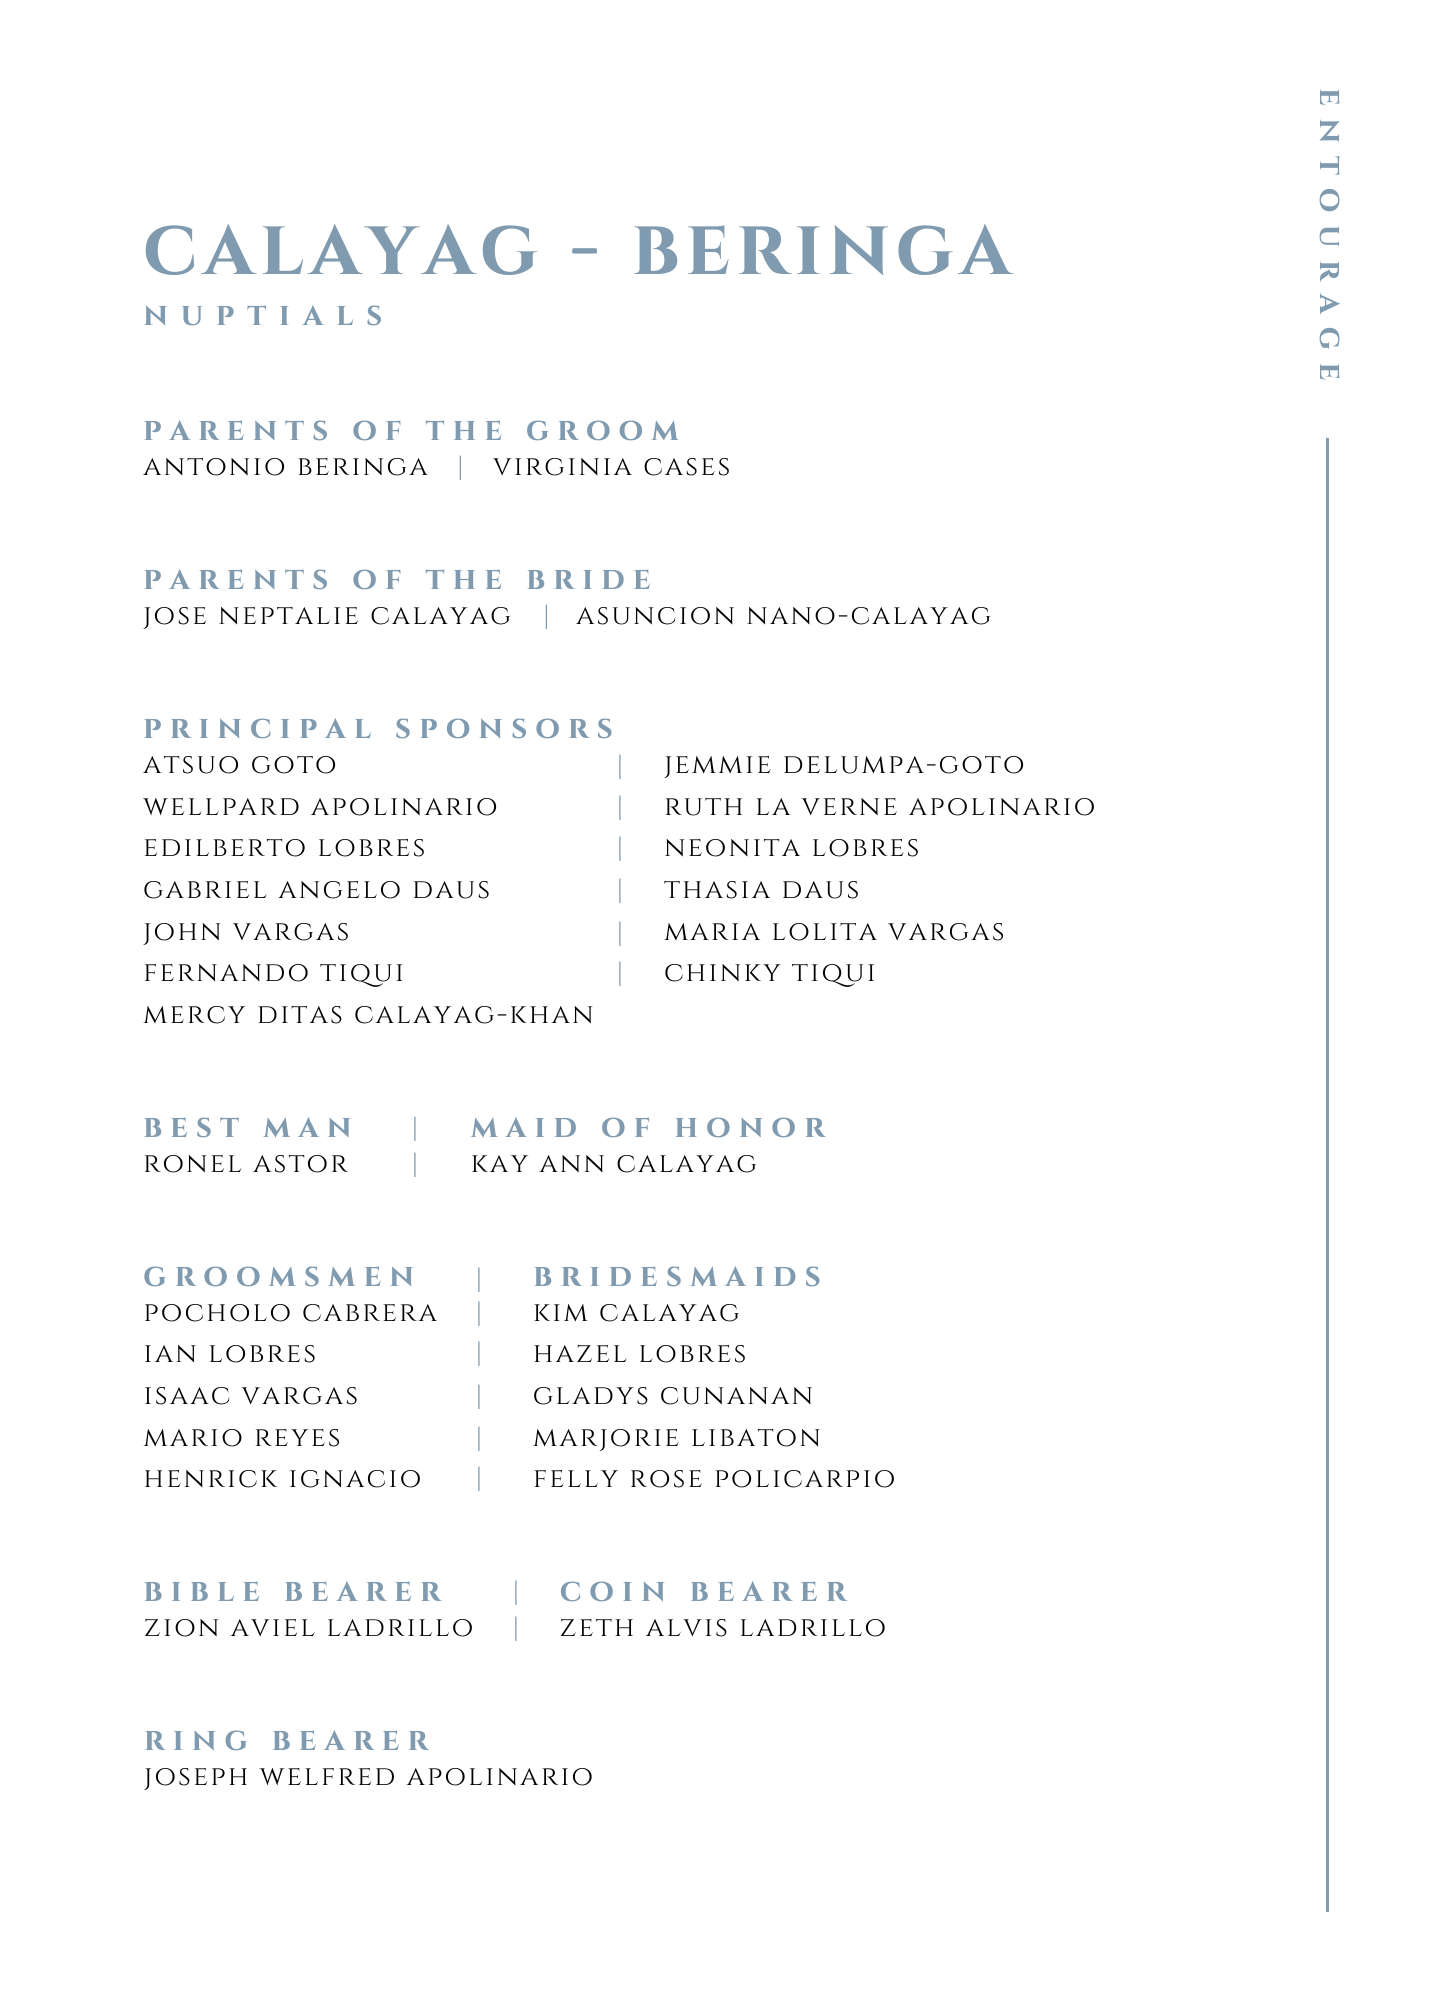 ENTOURAGE
CALAYAG - BERINGA
NUPTIALS
PARENTS OF THE GROOM
ANTONIO BERINGA | VIRGINIA CASES
PARENTS OF THE BRIDE
JOSE NEPTALIE CALAYAG | ASUNCION NANO-CALAYAG
PRINCIPAL SPONSORS
ATSUO GOTO | JEMMIE DELUMPA-GOTO
WELLPARD APOLINARIO | RUTH LA VERNE APOLINARIO
EDILBERTO LOBRES | NEONITA LOBRES
GABRIEL ANGELO DAUS | THASIA DAUS
JOHN VARGAS | MARIA LOLITA VARGAS
FERNANDO TIQUI | CHINKY TIQUI
MERCY DITAS CALAYAG-KHAN
BEST MAN | MAID OF HONOR
RONEL ASTOR | KAY ANN CALAYAG
GROOMSMEN | BRIDESMAIDS
POCHOLO CABRERA | KIM CALAYAG
IAN LOBRES | HAZEL LOBRES
ISAAC VARGAS | GLADYS CUNANAN
MARIO REYES | MARJORIE LIBATON
HENRICK IGNACIO | FELLY ROSE POLICARPIO
BIBLE BEARER | COIN BEARER
ZION AVIEL LADRILLO | ZETH ALVIS LADRILLO
RING BEARER
JOSEPH WELFRED APOLINARIO